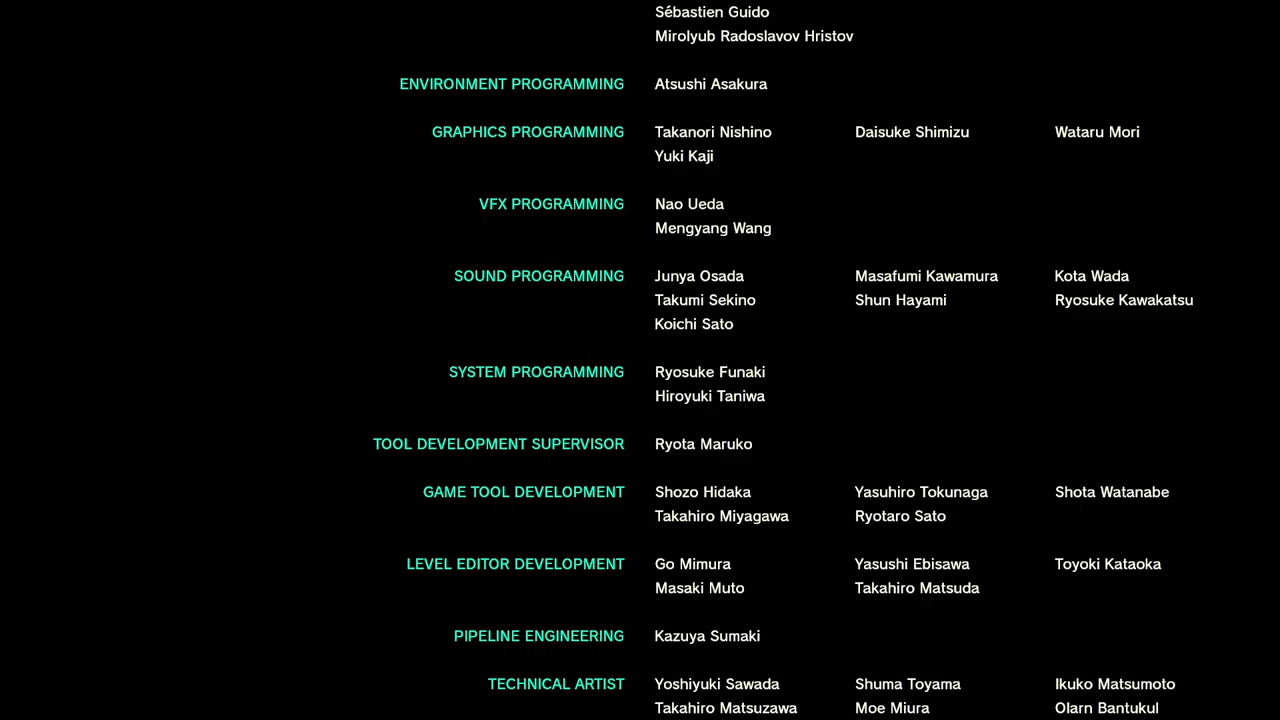 Sébastien Guido
Mirolyub Radoslavov Hristov
ENVIRONMENT PROGRAMMING Atsushi Asakura
GRAPHICS PROGRAMMING Takanori Nishino Daisuke Shimizu Wataru Mori
Yuki Kaji
VFX PROGRAMMING Nao Ueda
Mengyang Wang
SOUND PROGRAMMING Junya Osada Masafumi Kawamura Kota Wada
Takumi Sekino Shun Hayami Ryosuke Kawakatsu
Koichi Sato
SYSTEM PROGRAMMING Ryosuke Funaki
Hiroyuki Taniwa
TOOL DEVELOPMENT SUPERVISOR Ryota Maruko
GAME TOOL DEVELOPMENT Shozo Hidaka Yasuhiro Tokunaga Shota Watanabe
Takahiro Miyagawa Ryotaro Sato
LEVEL EDITOR DEVELOPMENT Go Mimura Yasushi Ebisawa Toyoki Kataoka
Masaki Muto Takahiro Matsuda
PIPELINE ENGINEERING Kazuya Sumaki
TECHNICAL ARTIST Yoshiyuki Sawada Shuma Toyama Ikuko Matsumoto
Takahiro Matsuzawa Moe Miura Olarn Bantukul